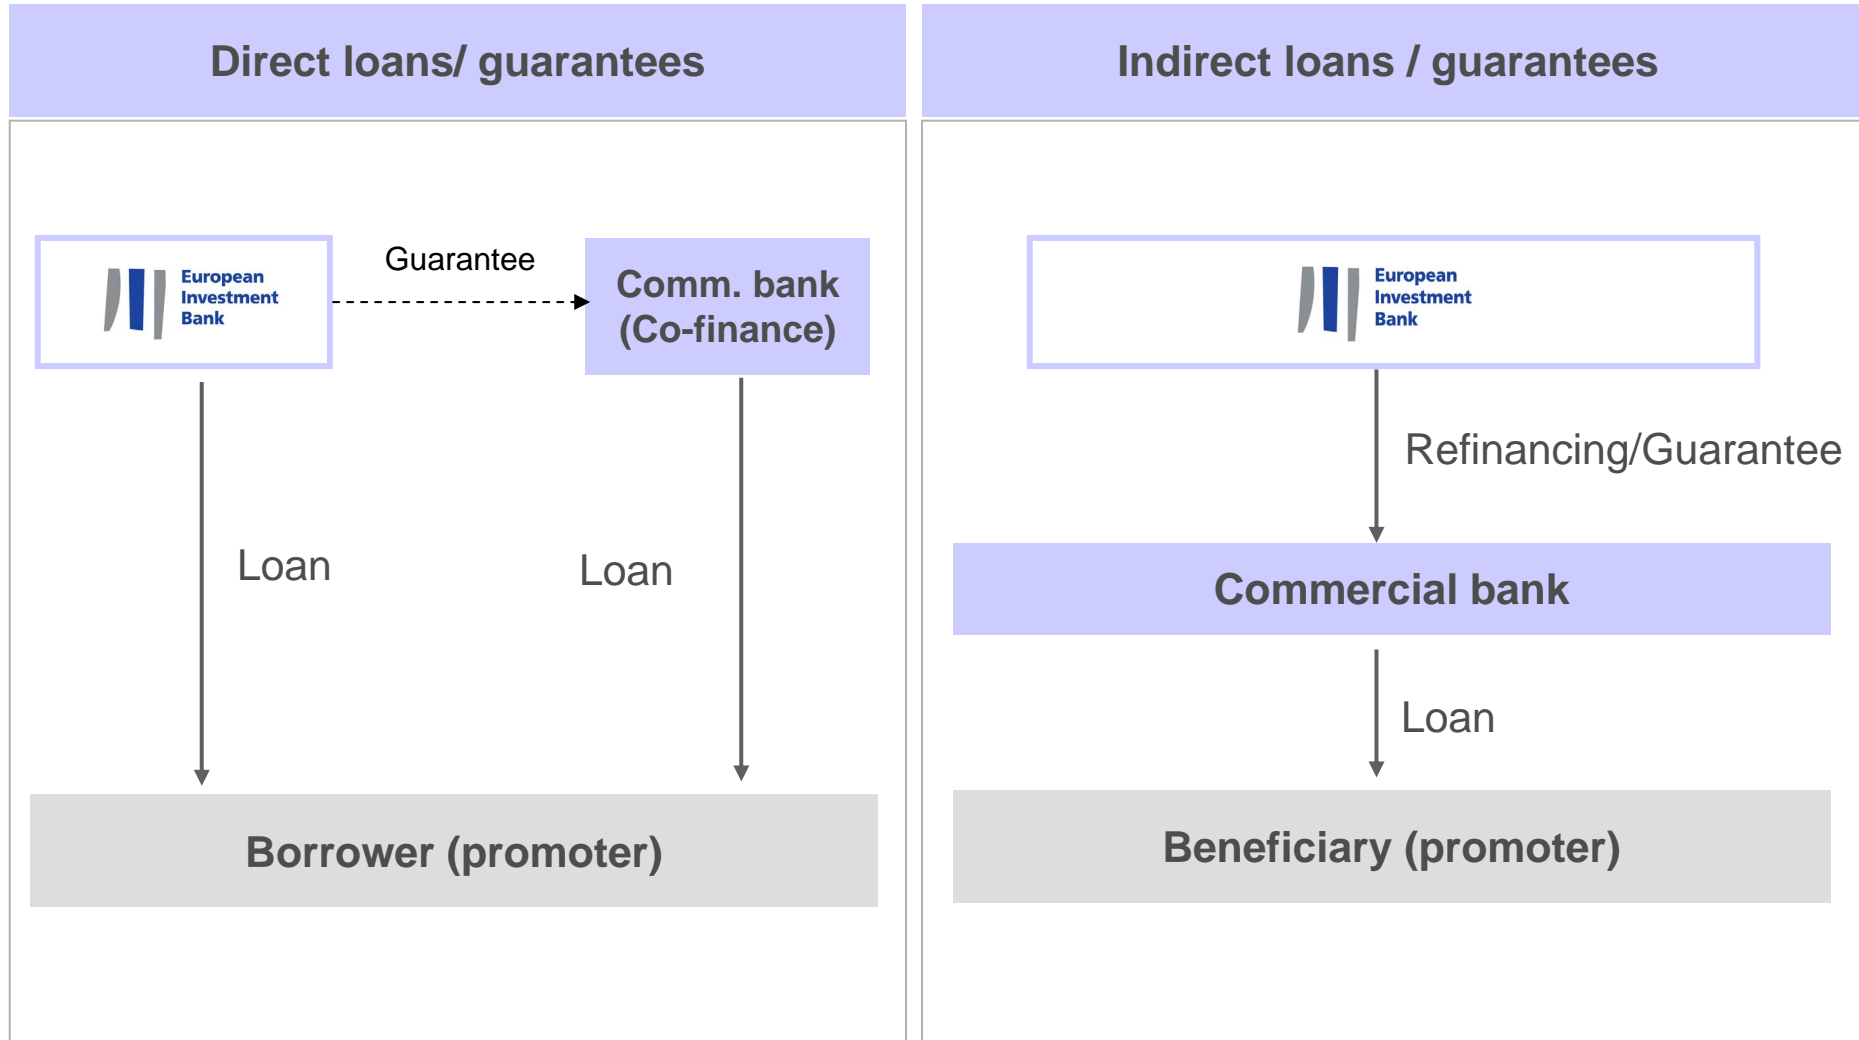 Direct loans/ guarantees
European
Investment
Bank
Guarantee
Comm. bank
(Co-finance)
Loan
Loan
Borrower (promoter)
Indirect loans / guarantees
European
Investment
Bank
Refinancing/Guarantee
Commercial bank
Loan
Beneficiary (promoter)